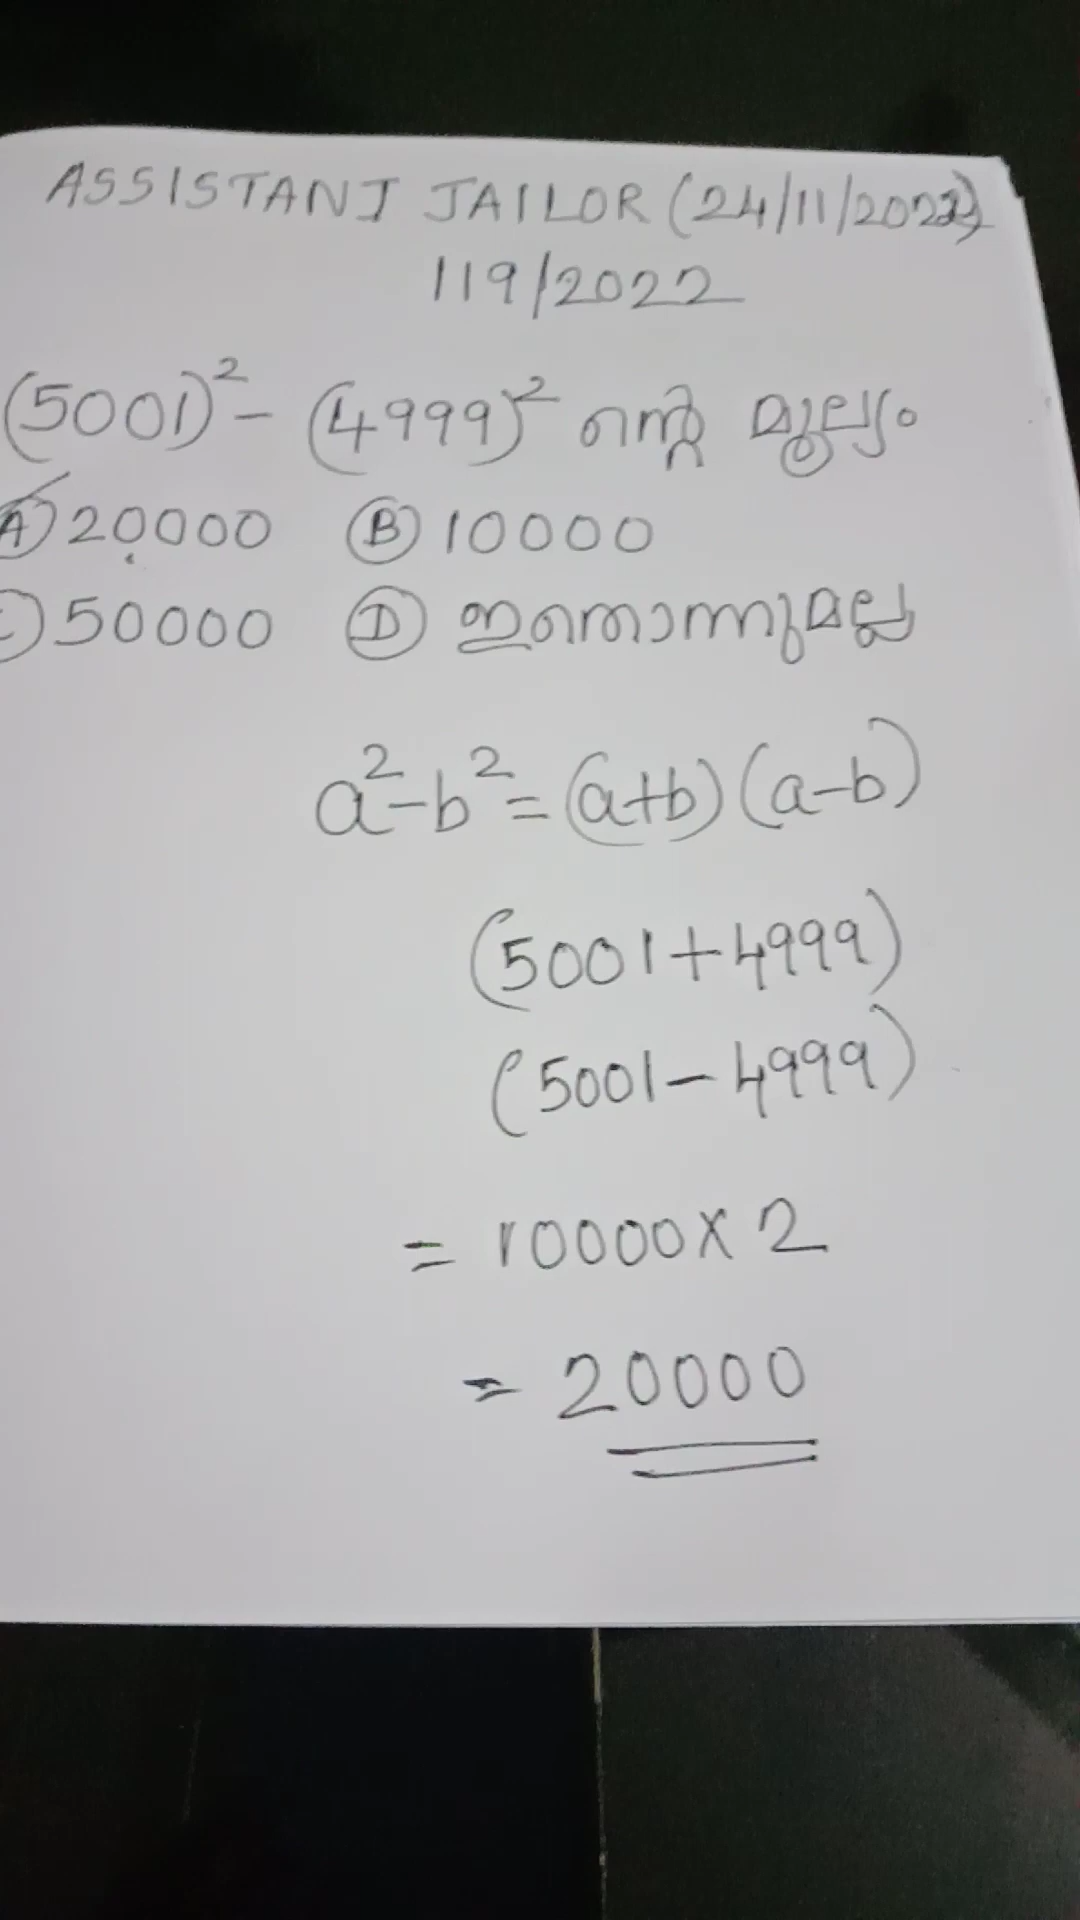 ASSISTANT JAILOR (24/11/2022)
119/2022
(5001)² - (4999)² ന്റെ മൂല്യം
A) 20000 B) 10000
C) 50000 D) ഇതൊന്നുമല്ല
a²-b² = (a+b) (a-b)
(5001+4999)
(5001-4999)
= 10000 x 2
= 20000